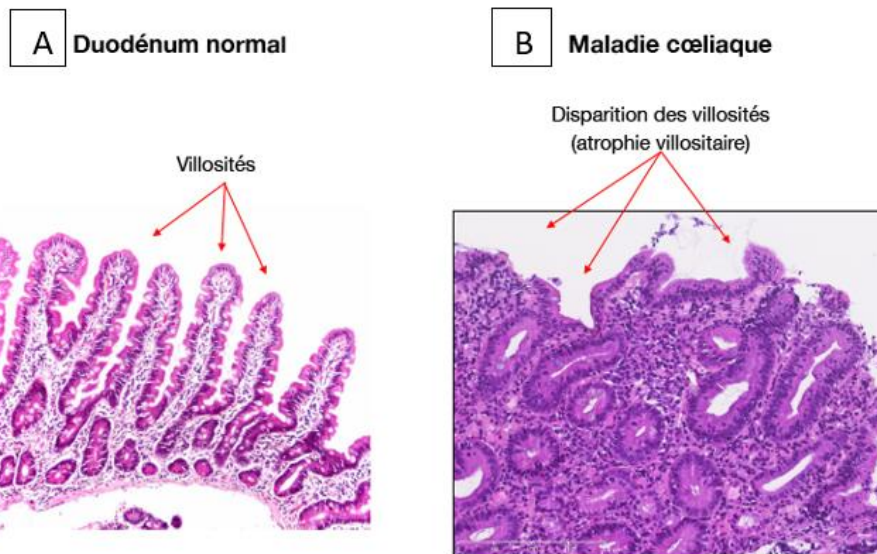 A Duodénum normal
B Maladie cœliaque
Disparition des villosités
(atrophie villositaire)
Villosités